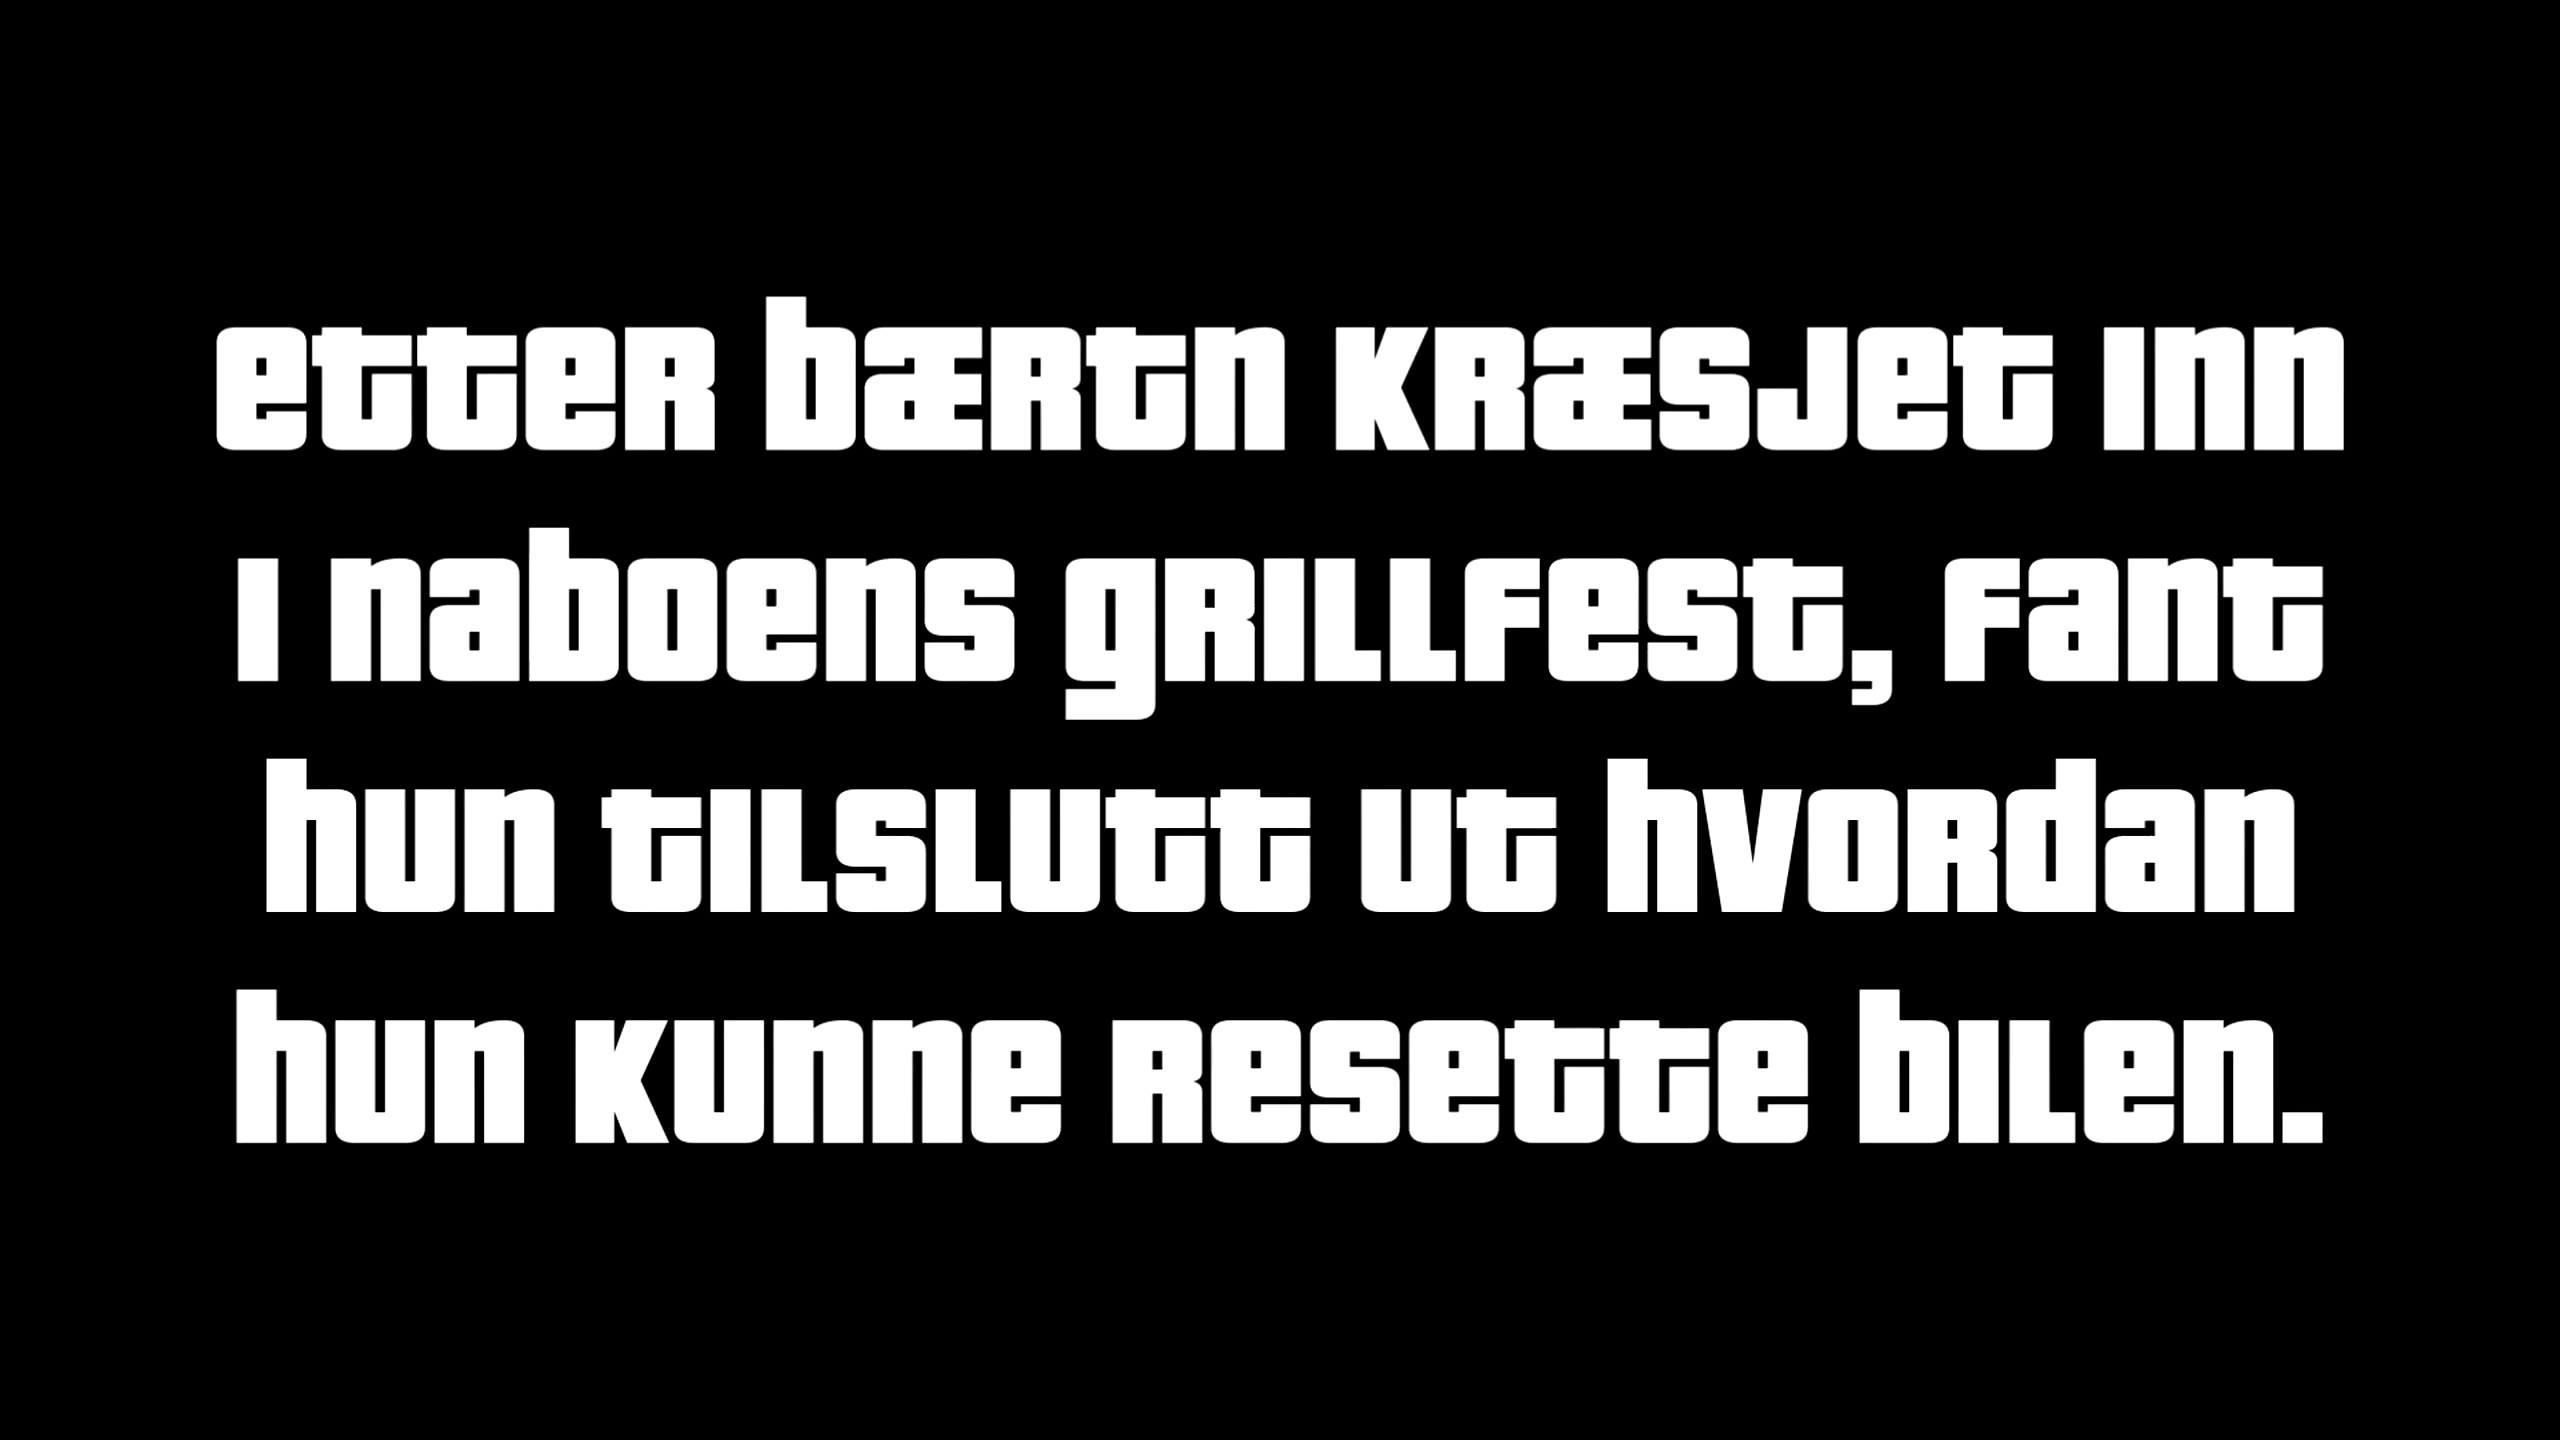 etter bærtn kræsjet inn
i naboens grillfest, fant
hun tilslutt ut hvordan
hun kunne resette bilen.